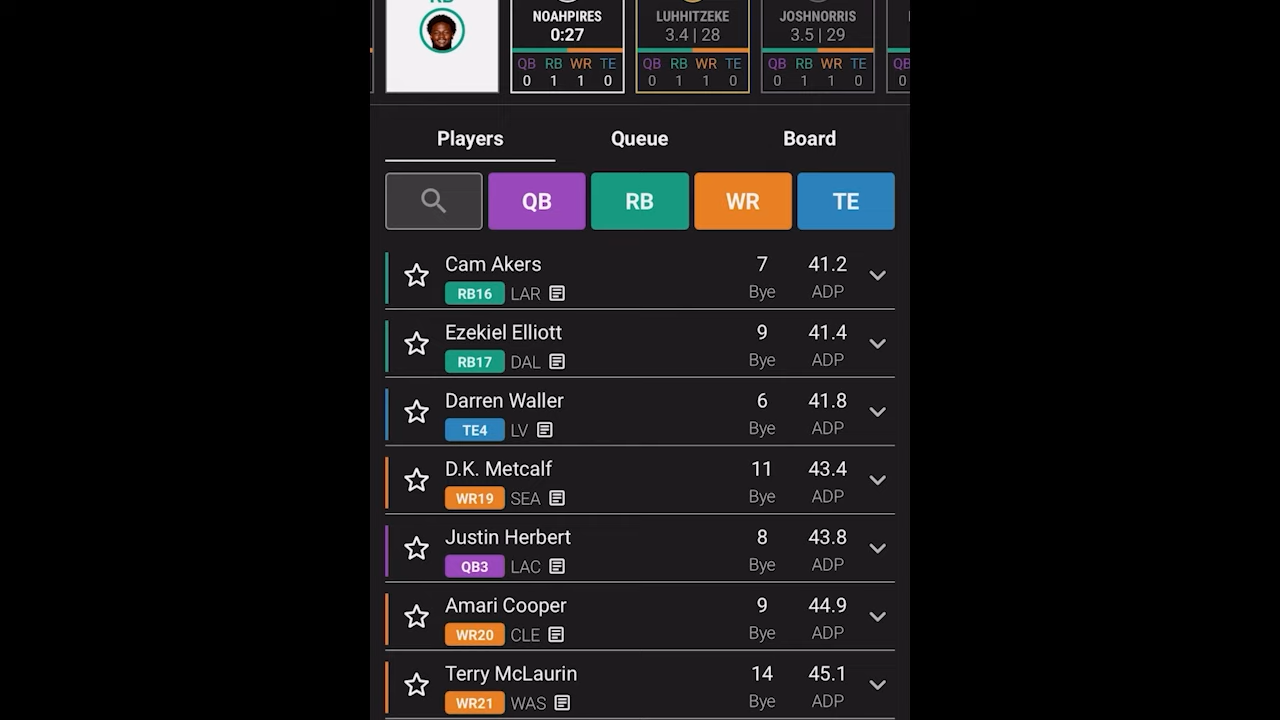 RB
NOAHPIRES LUHHITZEKE JOSHNORRIS
0:27 3.4 | 28 3.5 | 29
QB RB WR TE QB RB WR TE QB RB WR TE QB
0 1 1 0 0 1 1 0 0 1 1 0 0
Players Queue Board
QB RB WR TE
Cam Akers 7 41.2
RB16 LAR Bye ADP
Ezekiel Elliott 9 41.4
RB17 DAL Bye ADP
Darren Waller 6 41.8
TE4 LV Bye ADP
D.K. Metcalf 11 43.4
WR19 SEA Bye ADP
Justin Herbert 8 43.8
QB3 LAC Bye ADP
Amari Cooper 9 44.9
WR20 CLE Bye ADP
Terry McLaurin 14 45.1
WR21 WAS Bye ADP